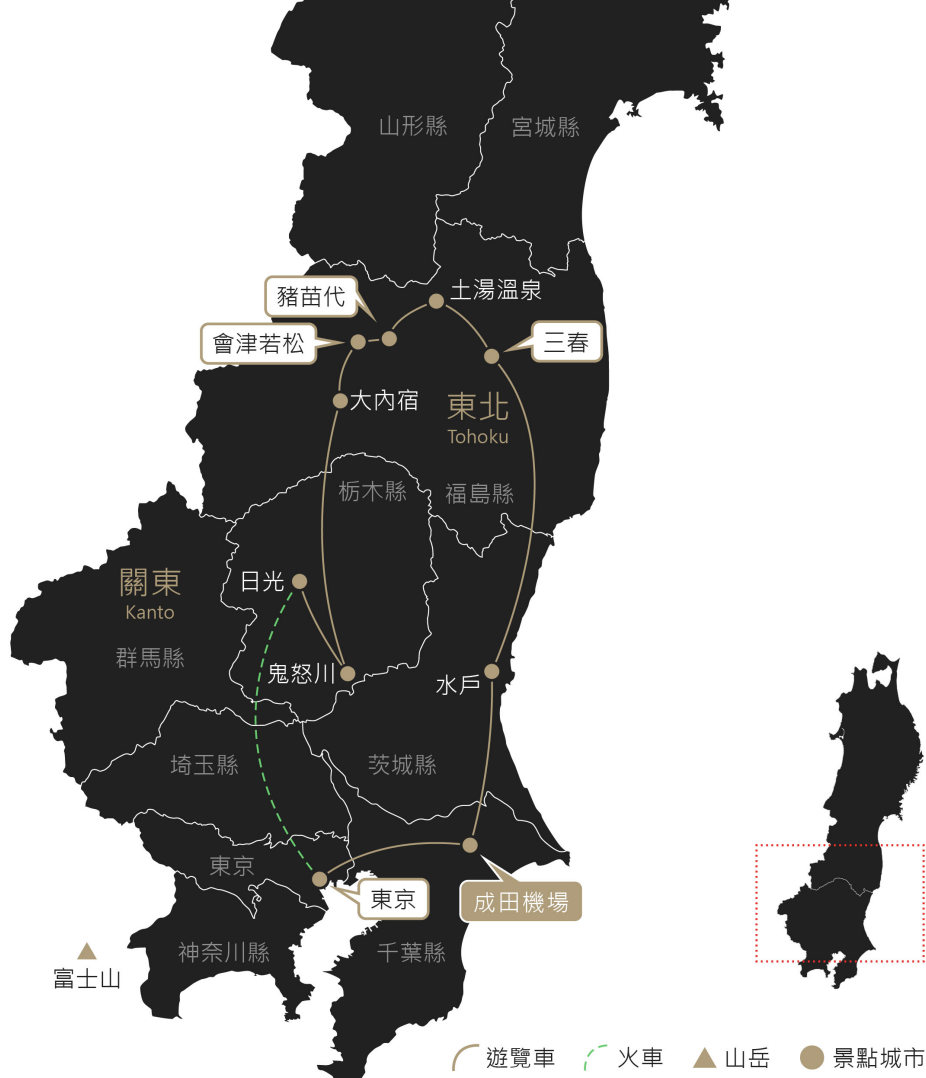 山形縣
宮城縣
豬苗代
土湯溫泉
會津若松
三春
大內宿
東北
Tohoku
栃木縣
福島縣
日光
關東
Kanto
群馬縣
鬼怒川
水戶
埼玉縣
茨城縣
東京
東京
成田機場
神奈川縣
千葉縣
富士山
遊覽車
火車
山岳
景點城市